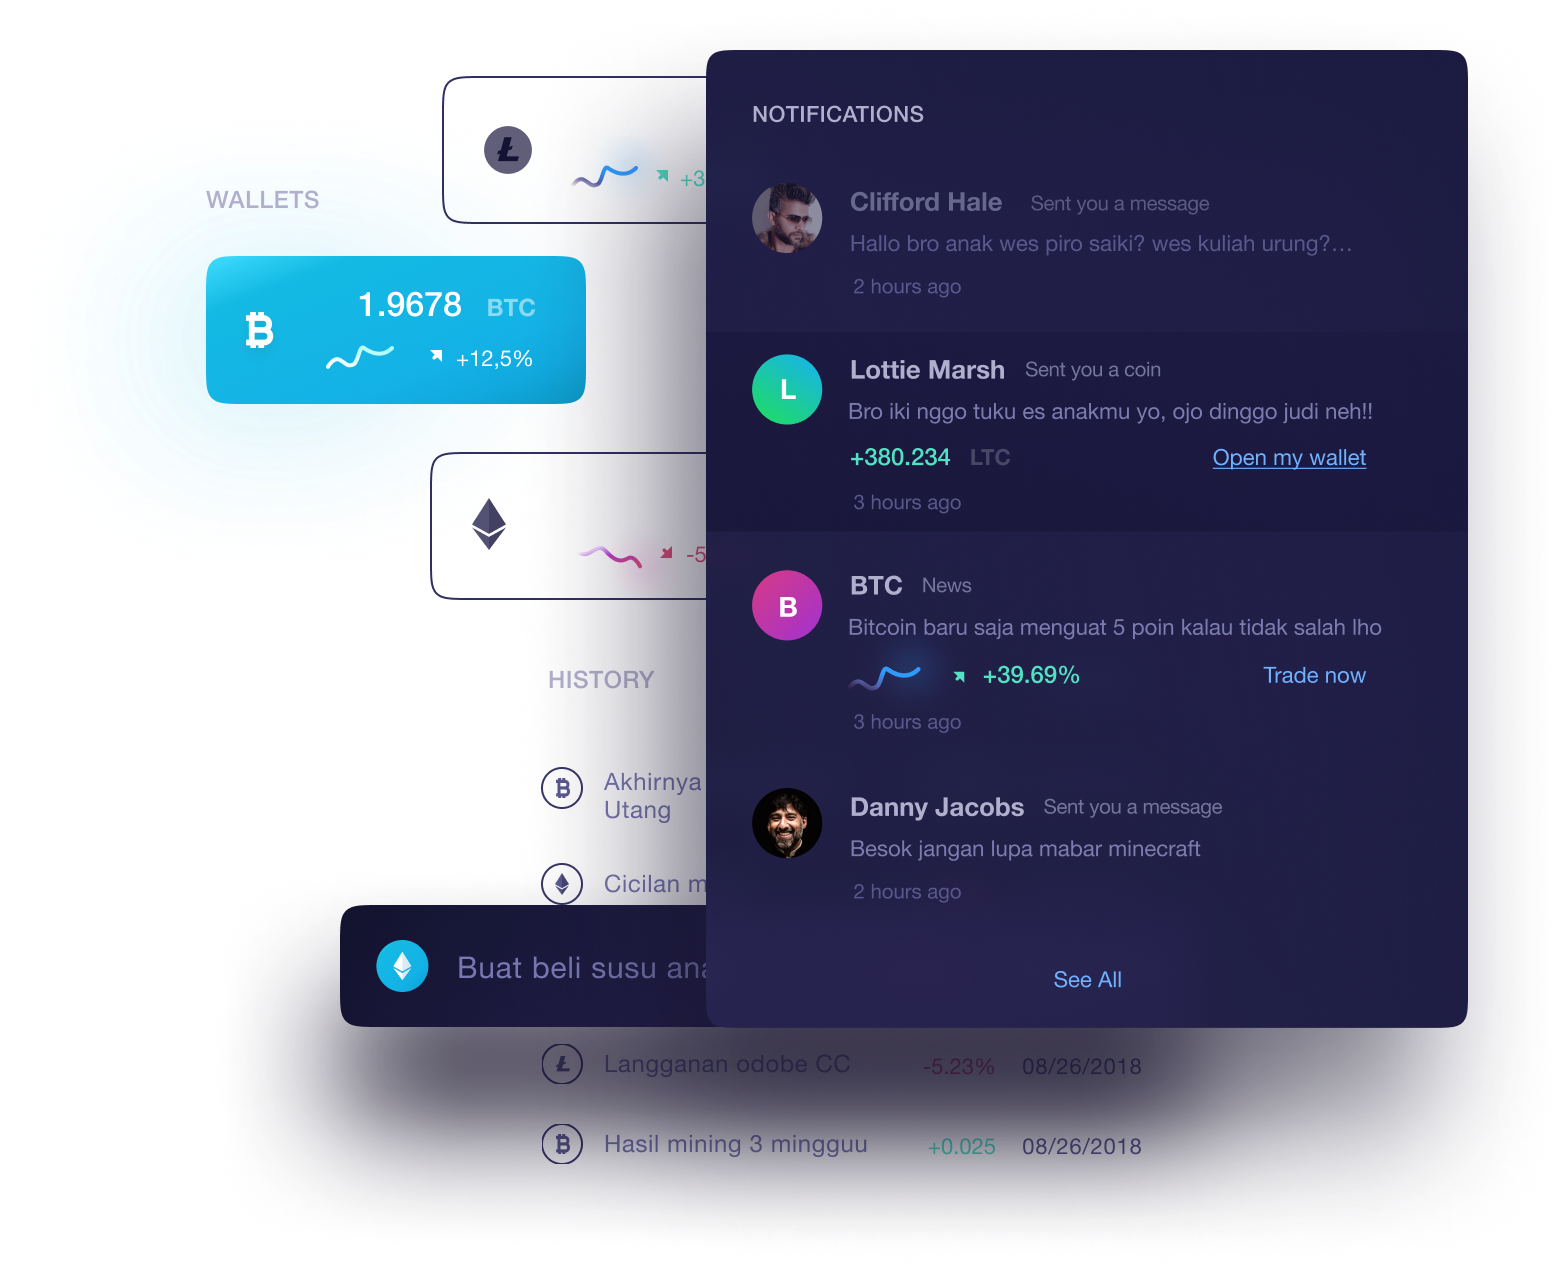 WALLETS
+3
1.9678 BTC
+12,5%
-5
HISTORY
Akhirnya
Utang
Cicilan m
Buat beli susu ana
Langganan odobe CC -5.23% 08/26/2018
Hasil mining 3 mingguu +0.025 08/26/2018
NOTIFICATIONS
Clifford Hale Sent you a message
Hallo bro anak wes piro saiki? wes kuliah urung?...
2 hours ago
L
Lottie Marsh Sent you a coin
Bro iki nggo tuku es anakmu yo, ojo dinggo judi neh!!
+380.234 LTC Open my wallet
3 hours ago
B
BTC News
Bitcoin baru saja menguat 5 poin kalau tidak salah lho
+39.69% Trade now
3 hours ago
Danny Jacobs Sent you a message
Besok jangan lupa mabar minecraft
2 hours ago
See All